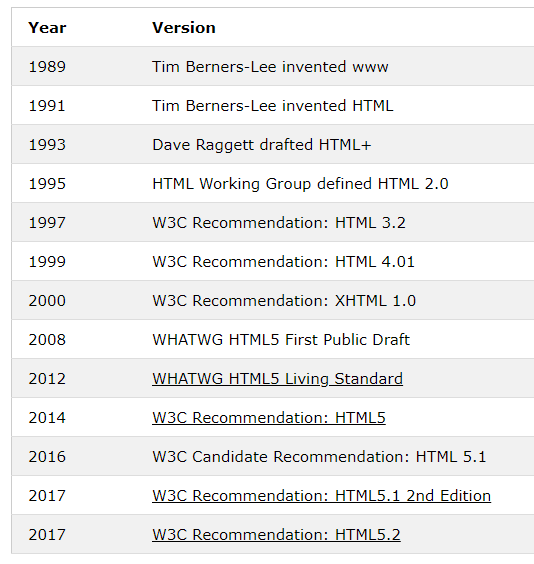 Year Version
1989 Tim Berners-Lee invented www
1991 Tim Berners-Lee invented HTML
1993 Dave Raggett drafted HTML+
1995 HTML Working Group defined HTML 2.0
1997 W3C Recommendation: HTML 3.2
1999 W3C Recommendation: HTML 4.01
2000 W3C Recommendation: XHTML 1.0
2008 WHATWG HTML5 First Public Draft
2012 WHATWG HTML5 Living Standard
2014 W3C Recommendation: HTML5
2016 W3C Candidate Recommendation: HTML 5.1
2017 W3C Recommendation: HTML5.1 2nd Edition
2017 W3C Recommendation: HTML5.2